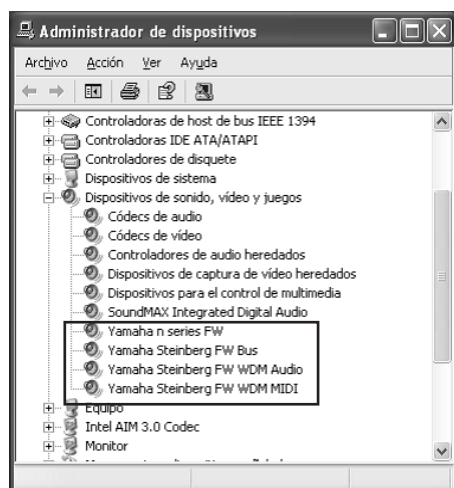 Administrador de dispositivos
Archivo Acción Ver Ayuda
Controladoras de host de bus IEEE 1394
Controladoras IDE ATA/ATAPI
Controladores de disquete
Dispositivos de sistema
Dispositivos de sonido, vídeo y juegos
Códecs de audio
Códecs de vídeo
Controladores de audio heredados
Dispositivos de captura de vídeo heredados
Dispositivos para el control de multimedia
SoundMAX Integrated Digital Audio
Yamaha n series FW
Yamaha Steinberg FW Bus
Yamaha Steinberg FW WDM Audio
Yamaha Steinberg FW WDM MIDI
Equipo
Intel AIM 3.0 Codec
Monitor